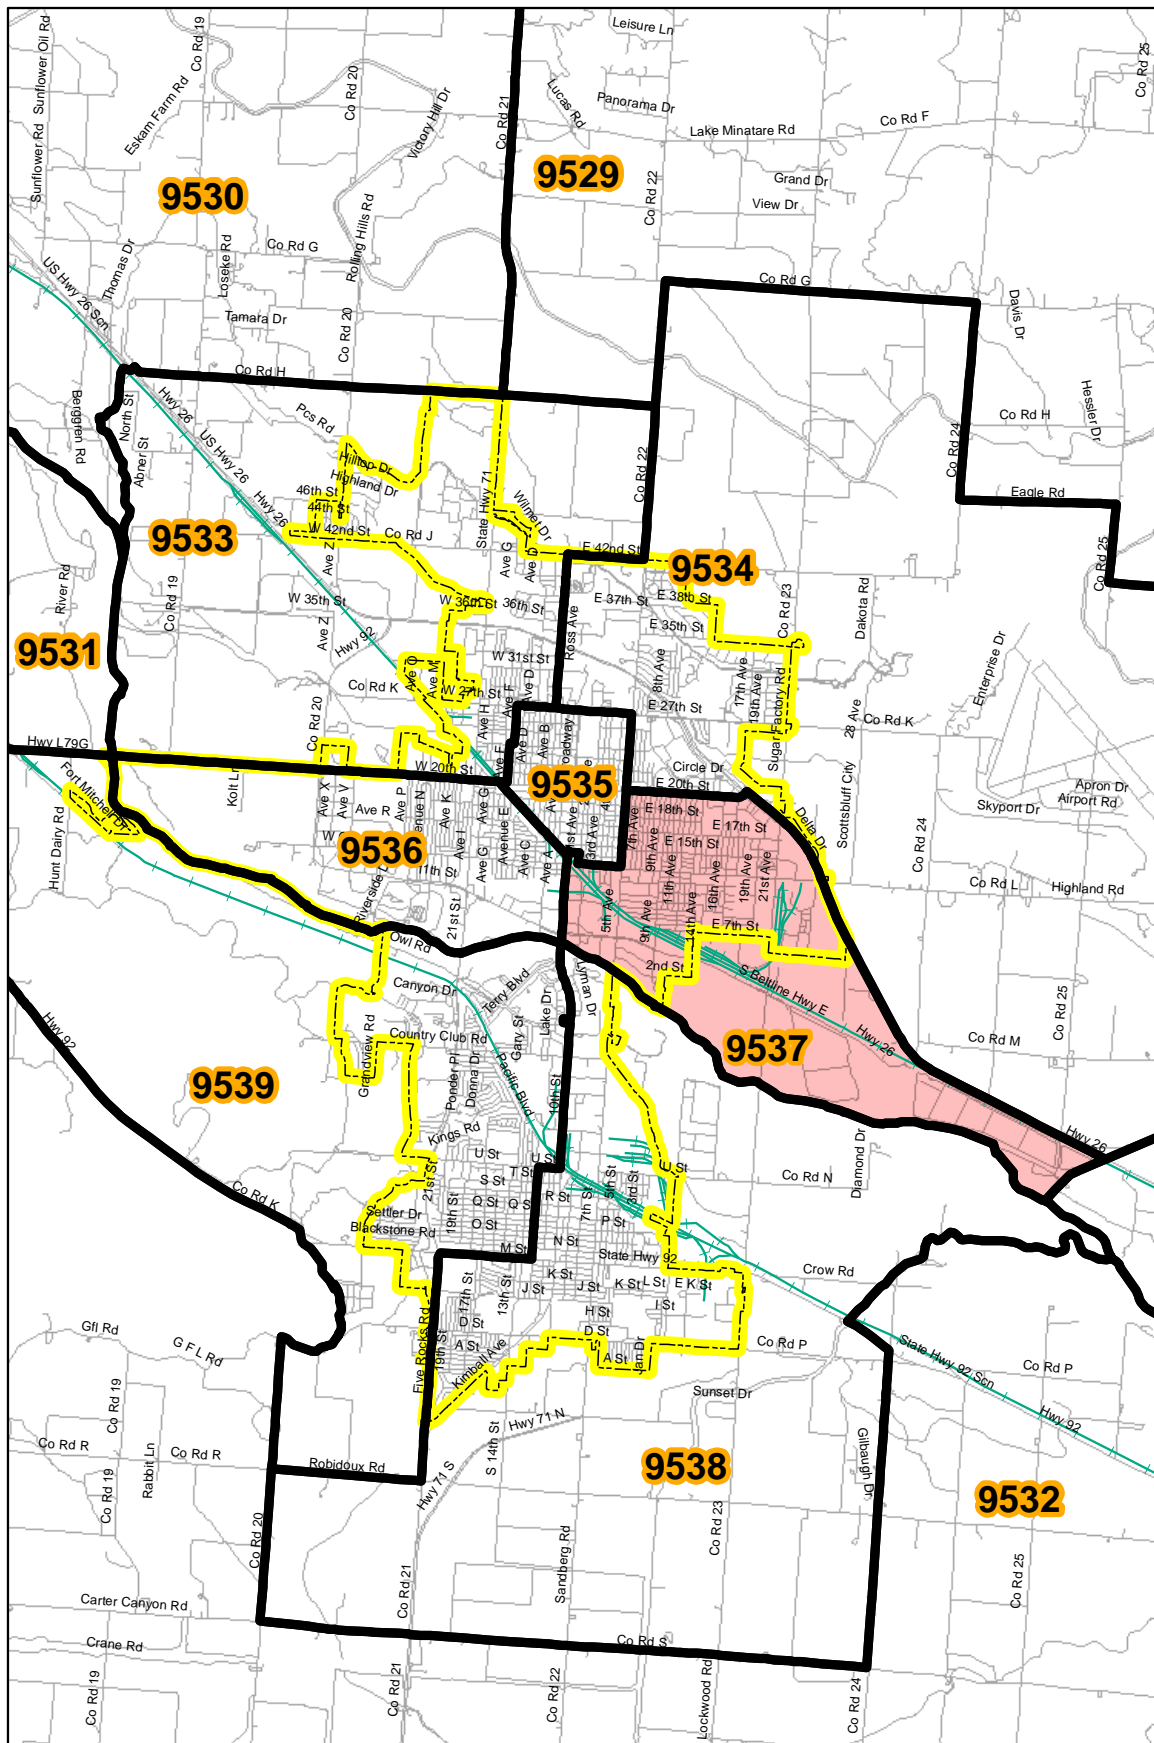 Leisure Ln
Co Rd 19
Sunflower Oil Rd
Co Rd 25
Co Rd 20
Eskam Farm Rd
Lucas Rd
Panorama Dr
Victory Hill Dr
Co Rd 21
Co Rd F
Lake Minatare Rd
Sunflower Rd
9529
9530
Grand Dr
Co Rd 22
View Dr
Rolling Hills Rd
Co Rd G
Loseke Rd
Thomas Dr
US Hwy 26 Scn
Co Rd G
Davis Dr
Tamara Dr
Co Rd 20
Co Rd H
Hwy 26
Berggren Rd
North St
Pcs Rd
Hessler Dr
Co Rd H
US Hwy 26
Abner St
Hilltop Dr
Highland Dr
Co Rd 22
Co Rd 24
46th St
44th St
Hwy 26
State Hwy 71
Wilmet Dr
Eagle Rd
W 42nd St
Co Rd J
9533
Ave Z
Ave G
Ave D
E 42nd St
9534
Co Rd 25
River Rd
Co Rd 19
W 35th St
W 36th St
36th St
E 37th St
E 38th St
Co Rd 23
Dakota Rd
Ave Z
Hwy 92
Ross Ave
E 35th St
9531
W 31st St
8th Ave
Enterprise Dr
Co Rd K
Ave O
Ave M
W 27th St
Ave F
Ave D
17th Ave
19th Ave
E 27th St
Sugar Factory Rd
28 Ave
Co Rd K
Co Rd 20
Ave H
Ave D
Ave B
Hwy L79G
Fort Mitchell Dr
Kolt Ln
W 20th St
Ave F
9535
Circle Dr
E 20th St
Scottsbluff City
Apron Dr
Airport Rd
Skyport Dr
Ave X
Ave V
Ave R
Ave P
Ave K
Ave G
Avenue E
E 18th St
E 17th St
Delta Dr
Hunt Dairy Rd
9536
Ave I
Ave G
Ave C
Ave A
1st Ave
3rd Ave
7th Ave
9th Ave
E 15th St
Co Rd 24
11th St
11th Ave
16th Ave
19th Ave
21st Ave
Co Rd L
Highland Rd
21st St
5th Ave
9th Ave
14th Ave
E 7th St
Owl Rd
2nd St
S Beltline Hwy E
Canyon Dr
Terry Blvd
Lyman Dr
Lake Dr
Co Rd 25
Hwy 92
Grandview Rd
Country Club Rd
Gary St
9537
Hwy 26
Co Rd M
9539
Ponder Pl
Donna Dr
Pacific Blvd
10th St
Kings Rd
Hwy 26
Diamond Dr
U St
U St
U St
T St
S St
21st St
5th St
3rd St
Co Rd N
Co Rd K
R St
7th St
Q St
Settler Dr
Blackstone Rd
19th St
O St
P St
N St
M St
State Hwy 92
Crow Rd
K St
J St
J St
K St
L St
E K St
17th St
13th St
H St
I St
D St
D St
Gfl Rd
G F L Rd
Five Rocks Rd
19th St
A St
Kimball Ave
A St
Jan Dr
Co Rd P
State Hwy 92 Scn
Co Rd P
Sunset Dr
Co Rd 19
Hwy 92
Hwy 71 N
S 14th St
Co Rd R
Rabbit Ln
Co Rd R
Robidoux Rd
Hwy 71 S
9538
Gilbaugh Dr
Co Rd 19
9532
Co Rd 20
Co Rd 23
Sandberg Rd
Co Rd 21
Co Rd 25
Carter Canyon Rd
Crane Rd
Co Rd S
Co Rd 19
Co Rd 21
Co Rd 22
Lockwood Rd
Co Rd 24